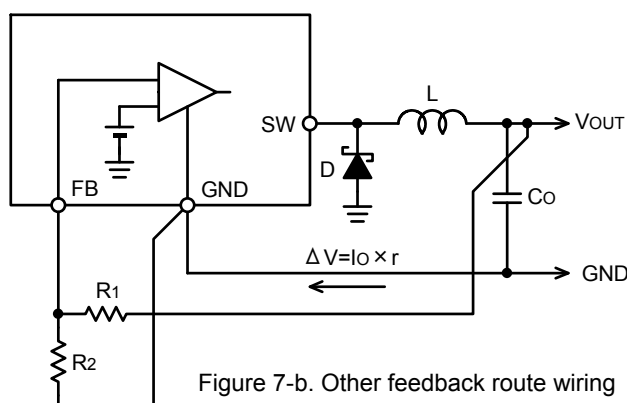 L
SW
VOUT
D
FB
GND
CO
ΔV=IO×r
GND
R1
R2
Figure 7-b. Other feedback route wiring